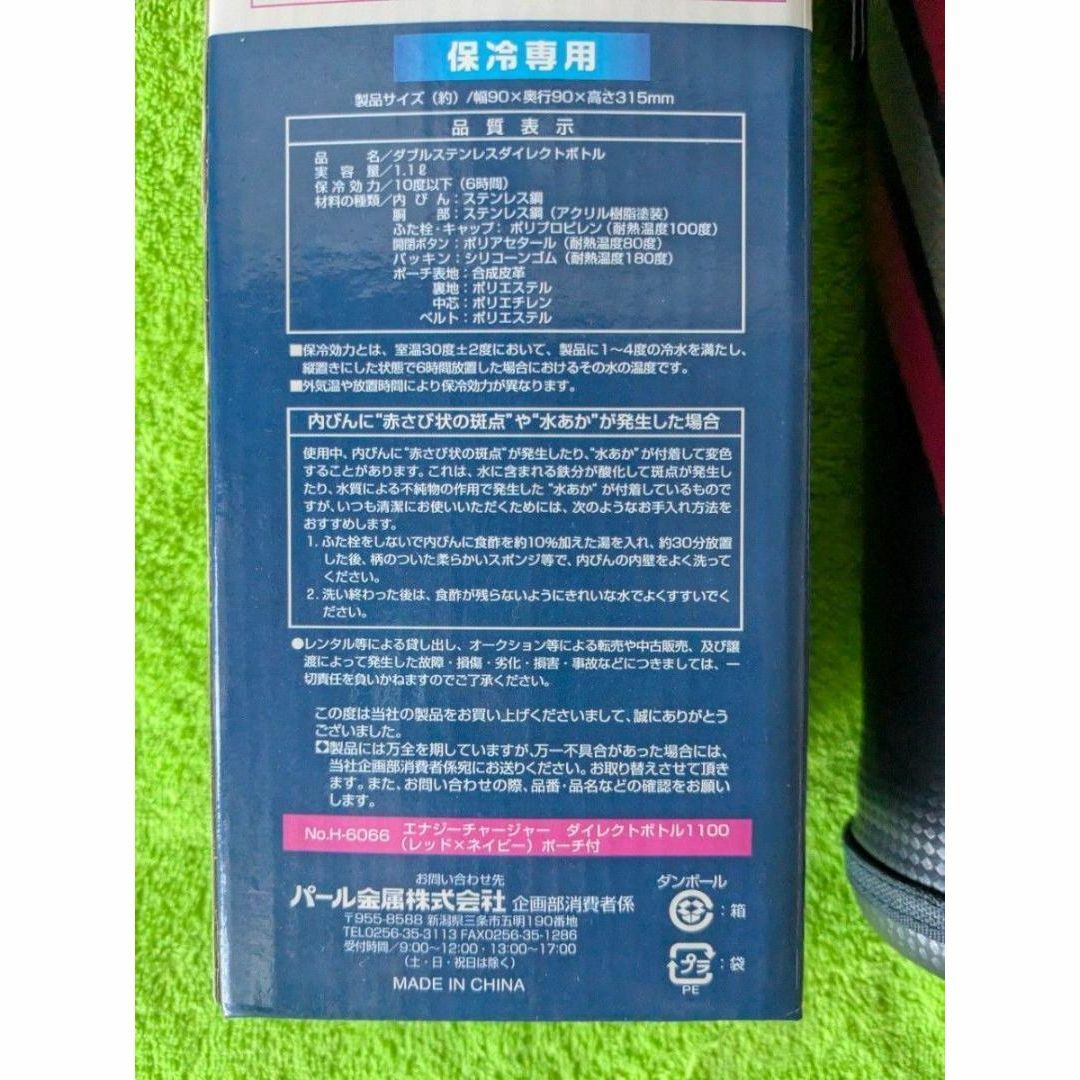 保冷専用
製品サイズ（約）/幅90×奥行90×高さ315mm
品質表示
品名/ダブルステンレスダイレクトボトル
実容量/1.1ℓ
保冷効力/10度以下（6時間）
材料の種類/内びん：ステンレス鋼
胴部：ステンレス鋼（アクリル樹脂塗装）
ふた栓・キャップ：ポリプロピレン（耐熱温度100度）
開閉ボタン：ポリアセタール（耐熱温度80度）
パッキン：シリコーンゴム（耐熱温度180度）
ポーチ表地：合成皮革
裏地：ポリエステル
中芯：ポリエチレン
ベルト：ポリエステル
■保冷効力とは、室温30度±2度において、製品に1〜4度の冷水を満たし、
縦置きにした状態で6時間放置した場合におけるその水の温度です。
■外気温や放置時間により保冷効力が異なります。
内びんに"赤さび状の斑点"や"水あか"が発生した場合
使用中、内びんに"赤さび状の斑点"が発生したり、"水あか"が付着して変色
することがあります。これは、水に含まれる鉄分が酸化して斑点が発生し
たり、水質による不純物の作用で発生した"水あか"が付着しているもので
すが、いつも清潔にお使いいただくためには、次のようなお手入れ方法を
おすすめします。
1. ふた栓をしないで内びんに食酢を約10%加えた湯を入れ、約30分放置
した後、柄のついた柔らかいスポンジ等で、内びんの内壁をよく洗って
ください。
2. 洗い終わった後は、食酢が残らないようにきれいな水でよくすすいでく
ださい。
●レンタル等による貸し出し、オークション等による転売や中古販売、及び譲
渡によって発生した故障・損傷・劣化・損害・事故などにつきましては、一
切責任を負いかねますのでご了承ください。
この度は当社の製品をお買い上げくださいまして、誠にありがとう
ございました。
製品には万全を期していますが、万一不具合があった場合には、
当社企画部消費者係宛にお送りください。お取り替えさせて頂き
ます。また、お問い合わせの際、品番・品名などの確認をお願い
します。
No.H-6066 エナジーチャージャー ダイレクトボトル1100
（レッド×ネイビー）ポーチ付
お問い合わせ先
パール金属株式会社 企画部消費者係
〒955-8588 新潟県三条市五明190番地
TEL0256-35-3113 FAX0256-35-1286
受付時間/9:00〜12:00・13:00〜17:00
（土・日・祝日は除く）
MADE IN CHINA
ダンボール
：箱
プラ：袋
PE